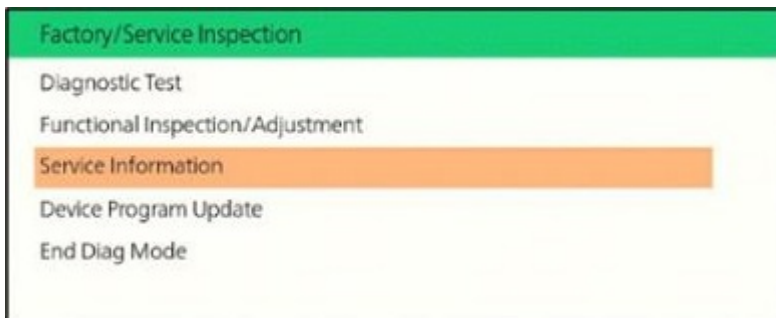 Factory/Service Inspection
Diagnostic Test
Functional Inspection/Adjustment
Service Information
Device Program Update
End Diag Mode